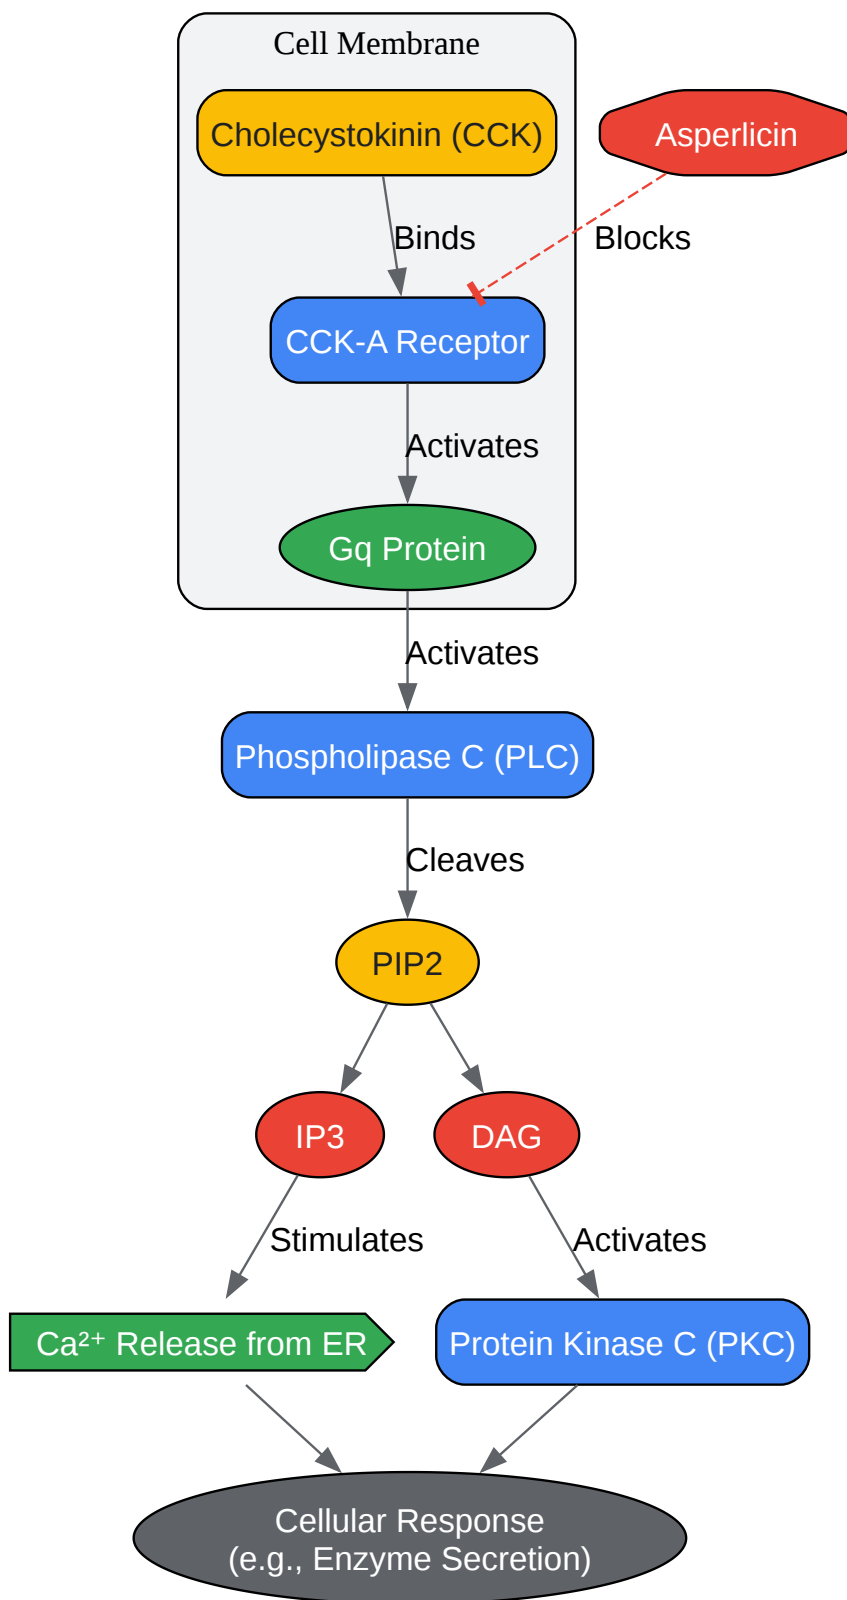 Cell Membrane
Cholecystokinin (CCK)
Asperlicin
Binds
Blocks
CCK-A Receptor
Activates
Gq Protein
Activates
Phospholipase C (PLC)
Cleaves
PIP2
IP3
DAG
Stimulates
Activates
Ca²⁺ Release from ER
Protein Kinase C (PKC)
Cellular Response
(e.g., Enzyme Secretion)